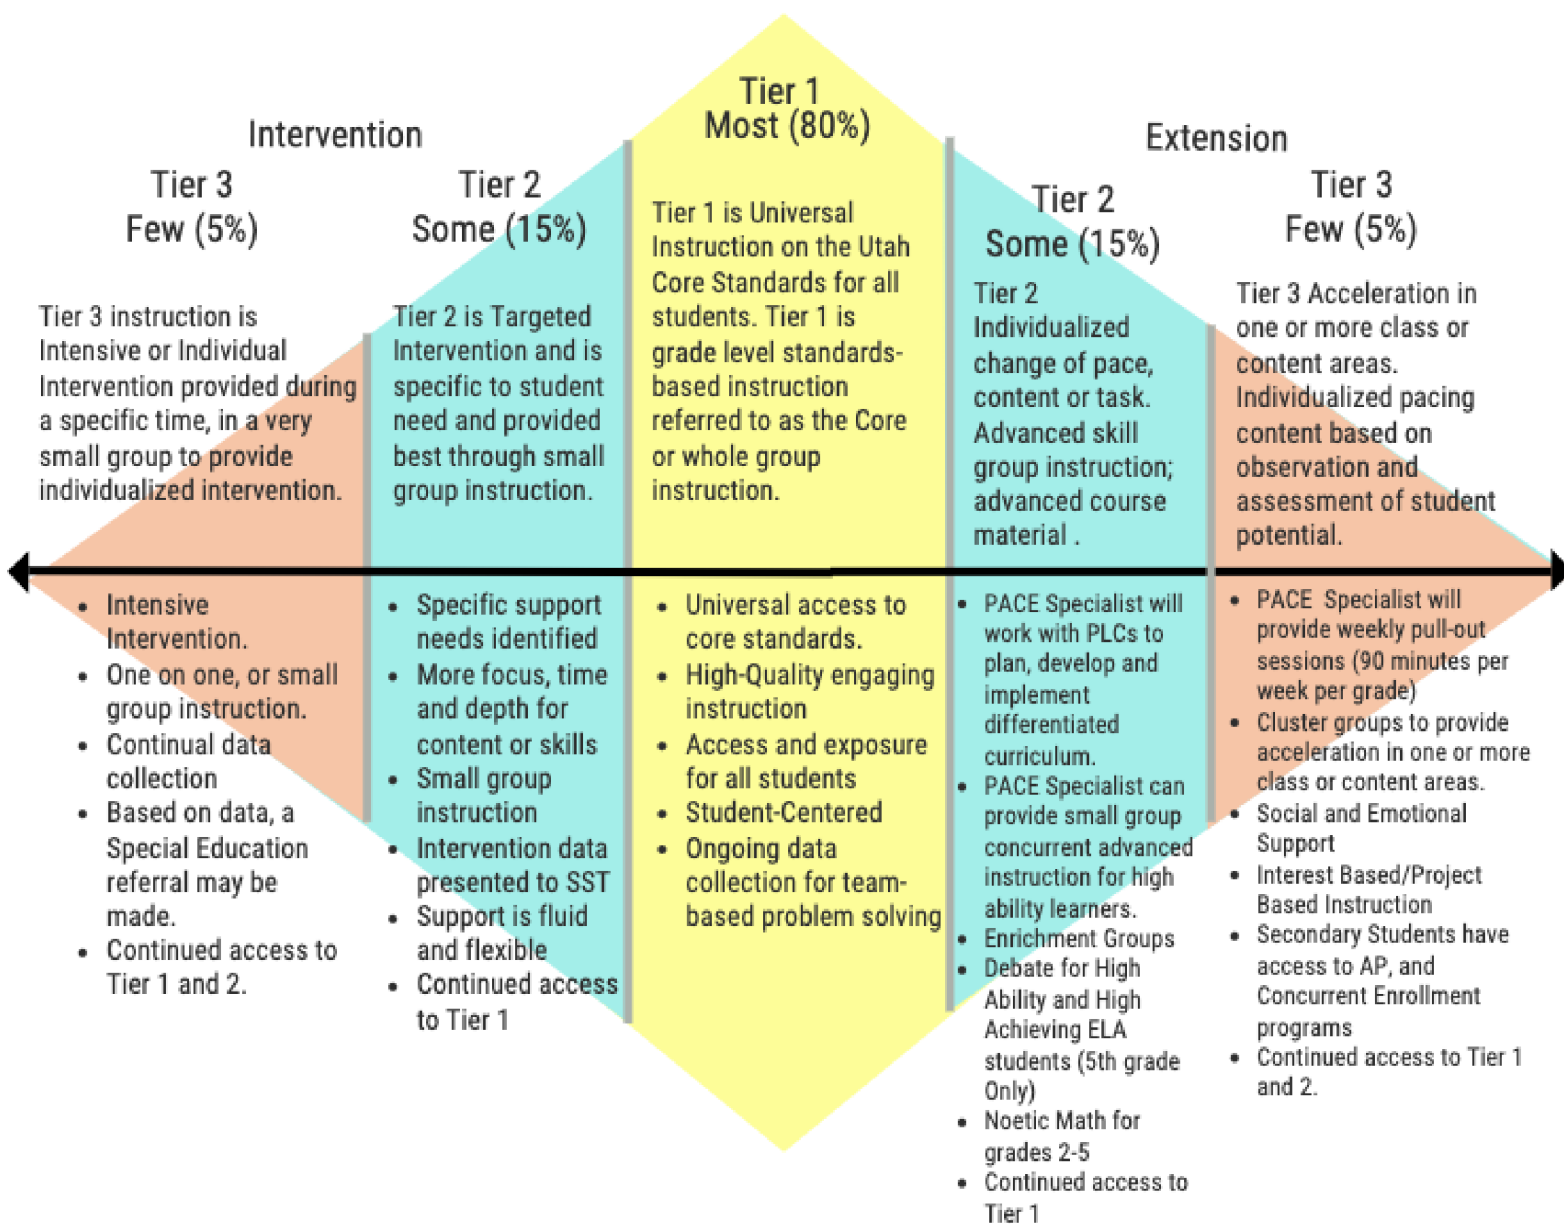 Intervention
Tier 3
Few (5%)
Tier 3 instruction is
Intensive or Individual
Intervention provided during
a specific time, in a very
small group to provide
individualized intervention.
Intensive
Intervention.
One on one, or small
group instruction.
Continual data
collection
Based on data, a
Special Education
referral may be
made.
Continued access to
Tier 1 and 2.
Tier 2
Some (15%)
Tier 2 is Targeted
Intervention and is
specific to student
need and provided
best through small
group instruction.
Specific support
needs identified
More focus, time
and depth for
content or skills
Small group
instruction
Intervention data
presented to SST
Support is fluid
and flexible
Continued access
to Tier 1
Tier 1
Most (80%)
Tier 1 is Universal
Instruction on the Utah
Core Standards for all
students. Tier 1 is
grade level standards-
based instruction
referred to as the Core
or whole group
instruction.
Universal access to
core standards.
High-Quality engaging
instruction
Access and exposure
for all students
Student-Centered
Ongoing data
collection for team-
based problem solving
Extension
Tier 2
Some (15%)
Tier 2
Individualized
change of pace,
content or task.
Advanced skill
group instruction;
advanced course
material .
PACE Specialist will
work with PLCs to
plan, develop and
implement
differentiated
curriculum.
PACE Specialist can
provide small group
concurrent advanced
instruction for high
ability learners.
Enrichment Groups
Debate for High
Ability and High
Achieving ELA
students (5th grade
Only)
Noetic Math for
grades 2-5
Continued access to
Tier 1
Tier 3
Few (5%)
Tier 3 Acceleration in
one or more class or
content areas.
Individualized pacing
content based on
observation and
assessment of student
potential.
PACE Specialist will
provide weekly pull-out
sessions (90 minutes per
week per grade)
Cluster groups to provide
acceleration in one or more
class or content areas.
Social and Emotional
Support
Interest Based/Project
Based Instruction
Secondary Students have
access to AP, and
Concurrent Enrollment
programs
Continued access to Tier 1
and 2.